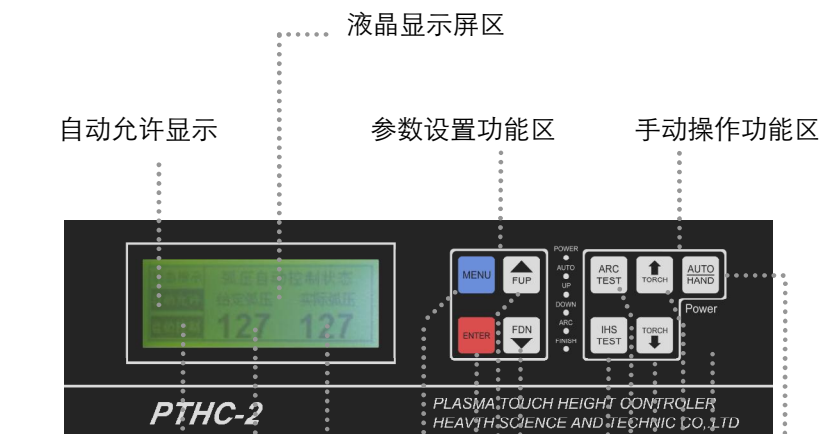 液晶显示屏区
自动允许显示
参数设置功能区
手动操作功能区
弧压自动控制状态
给定弧压 实际弧压
127 127
MENU
FUP
ENTER
FDN
POWER
AUTO
UP
DOWN
ARC
FINISH
ARC TEST
TORCH
AUTO HAND
IHS TEST
TORCH
Power
PTHC-2
PLASMA TOUCH HEIGHT CONTROLER
HEAVTH SCIENCE AND TECHNIC CO,.LTD